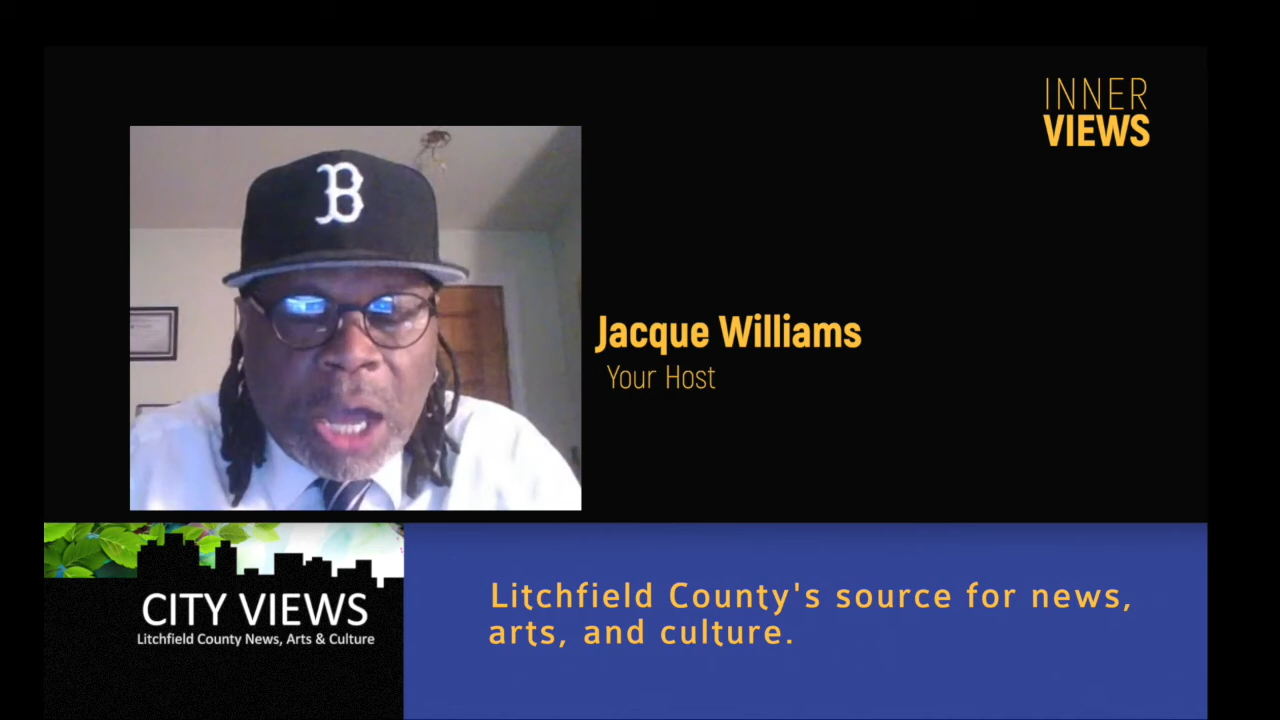 INNER
VIEWS
B
Jacque Williams
Your Host
CITY VIEWS
Litchfield County News, Arts & Culture
Litchfield County's source for news,
arts, and culture.